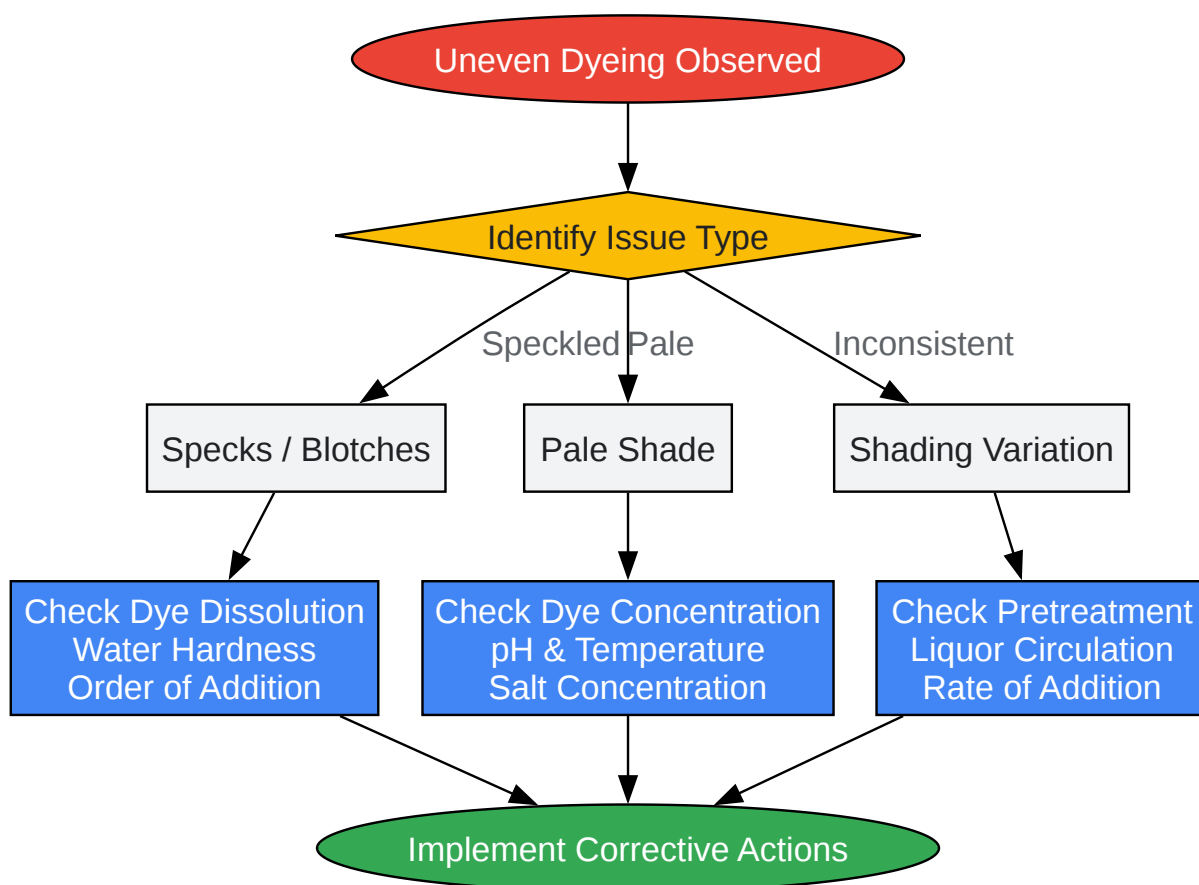 Uneven Dyeing Observed
Identify Issue Type
Speckled
Pale
Inconsistent
Specks / Blotches
Pale Shade
Shading Variation
Check Dye Dissolution
Water Hardness
Order of Addition
Check Dye Concentration
pH & Temperature
Salt Concentration
Check Pretreatment
Liquor Circulation
Rate of Addition
Implement Corrective Actions